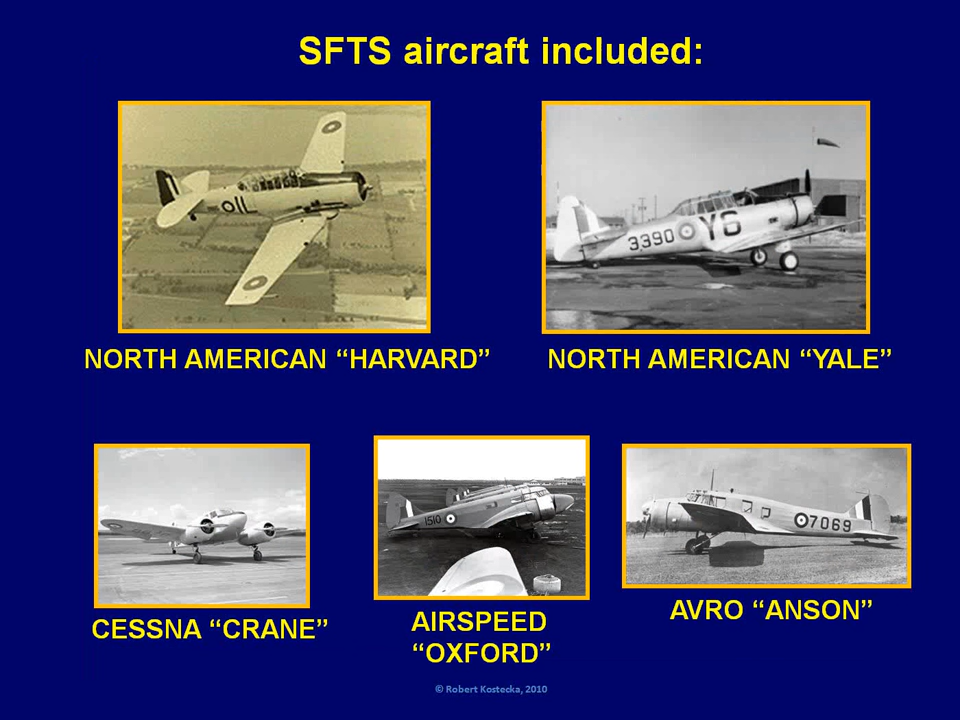 SFTS aircraft included:
IL
3390 Y6
NORTH AMERICAN “HARVARD”
NORTH AMERICAN “YALE”
1510
7069
CESSNA “CRANE”
AIRSPEED
“OXFORD”
AVRO “ANSON”
© Robert Kostecka, 2010